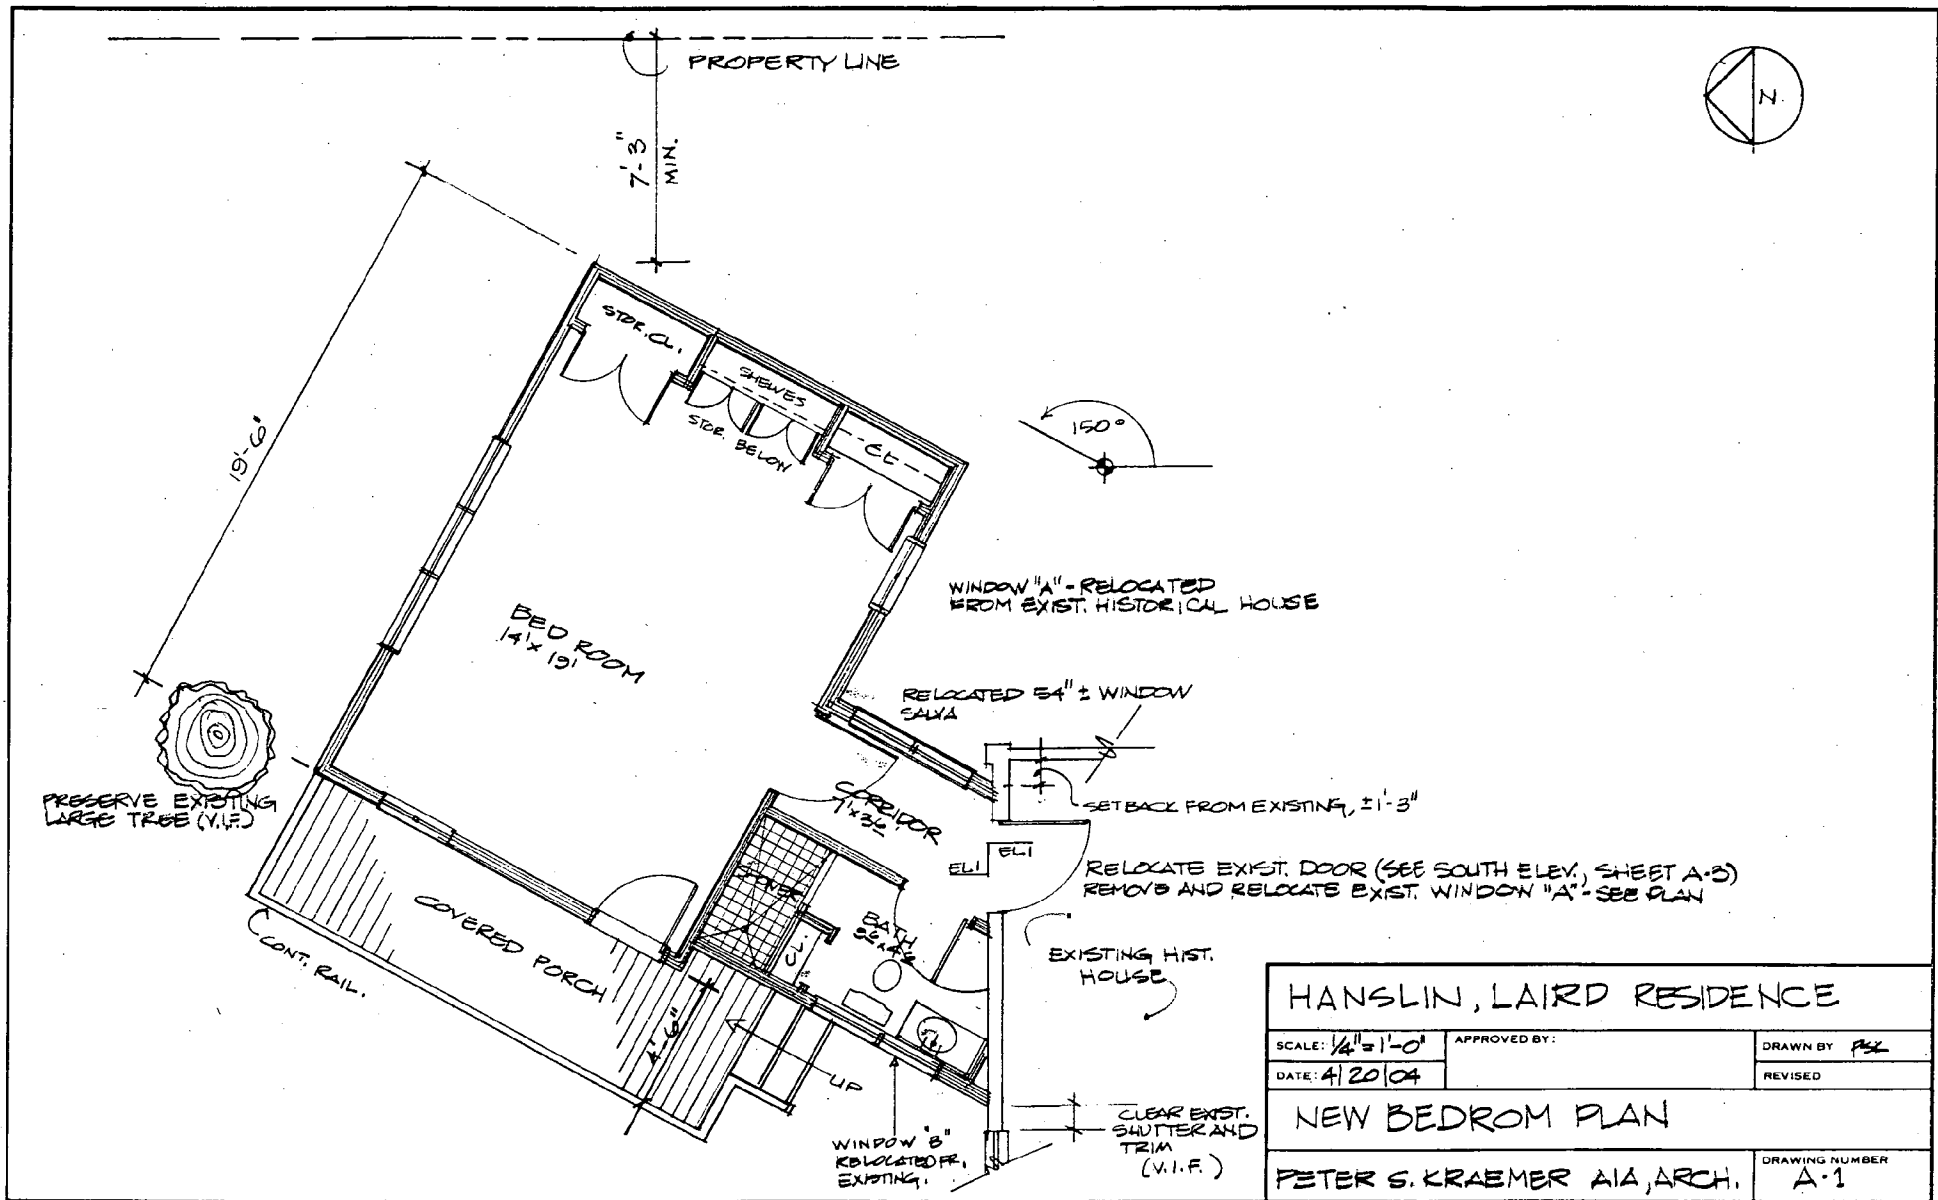 PROPERTY LINE
N
7'-3"
MIN.
STOR. CL.
SHELVES
STOR. BELOW
19'-6"
150°
WINDOW "A" - RELOCATED
FROM EXIST. HISTORICAL HOUSE
BED ROOM
14' x 19'
RELOCATED 54" ± WINDOW
PRESERVE EXISTING
LARGE TREE (V.I.F.)
CORRIDOR
SETBACK FROM EXISTING, ±1'-3"
EL1
EL1
RELOCATE EXIST. DOOR (SEE SOUTH ELEV., SHEET A-3)
REMOVE AND RELOCATE EXIST. WINDOW "A" - SEE PLAN
BATH
CL.
COVERED PORCH
CONT. RAIL.
EXISTING HIST.
HOUSE
4'-6"
UP
WINDOW "B"
RELOCATED FR.
EXISTING.
CLEAR EXIST.
SHUTTER AND
TRIM
(V.I.F.)
HANSLIN, LAIRD RESIDENCE
SCALE: 1/4" = 1'-0"
APPROVED BY:
DRAWN BY PSK
DATE: 4/20/04
REVISED
NEW BEDROM PLAN
PETER S. KRAEMER AIA, ARCH.
DRAWING NUMBER
A-1